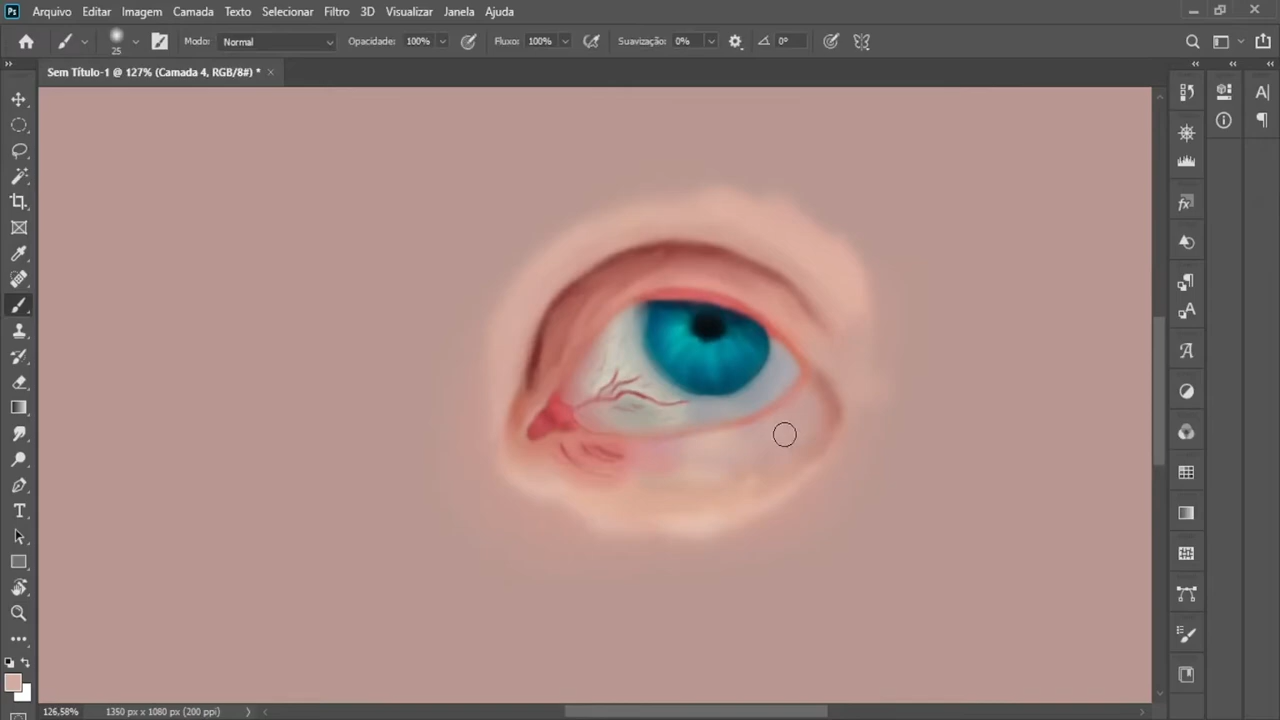 Ps Arquivo Editar Imagem Camada Texto Selecionar Filtro 3D Visualizar Janela Ajuda
25 Modo: Normal Opacidade: 100% Fluxo: 100% Suavização: 0% 0°
Sem Título-1 @ 127% (Camada 4, RGB/8#) * ×
126,58% 1350 px x 1080 px (200 ppi)